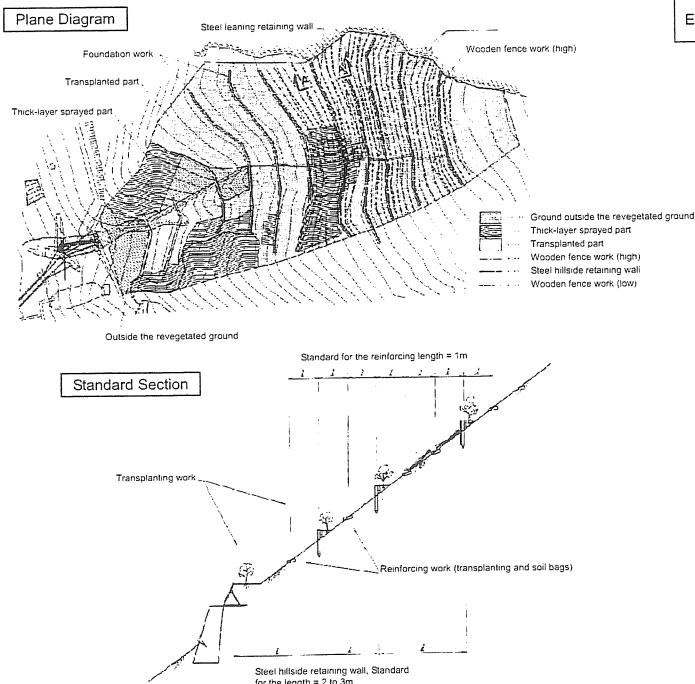 Plane Diagram
E
Steel leaning retaining wall
Foundation work
Wooden fence work (high)
Transplanted part
Thick-layer sprayed part
Ground outside the revegetated ground
Thick-layer sprayed part
Transplanted part
Wooden fence work (high)
Steel hillside retaining wall
Wooden fence work (low)
Outside the revegetated ground
Standard for the reinforcing length = 1m
Standard Section
Transplanting work
Reinforcing work (transplanting and soil bags)
Steel hillside retaining wall, Standard
for the length = 2 to 3m